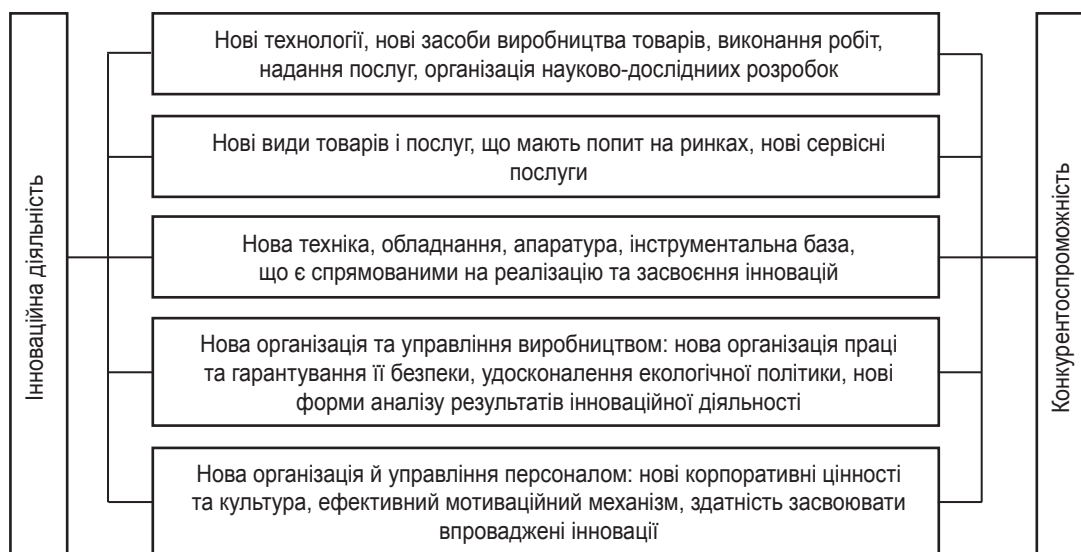 Інноваційна діяльність
Нові технології, нові засоби виробництва товарів, виконання робіт,
надання послуг, організація науково-дослідниих розробок
Нові види товарів і послуг, що мають попит на ринках, нові сервісні
послуги
Нова техніка, обладнання, апаратура, інструментальна база,
що є спрямованими на реалізацію та засвоєння інновацій
Нова організація та управління виробництвом: нова організація праці
та гарантування її безпеки, удосконалення екологічної політики, нові
форми аналізу результатів інноваційної діяльності
Нова організація й управління персоналом: нові корпоративні цінності
та культура, ефективний мотиваційний механізм, здатність засвоювати
впроваджені інновації
Конкурентоспроможність